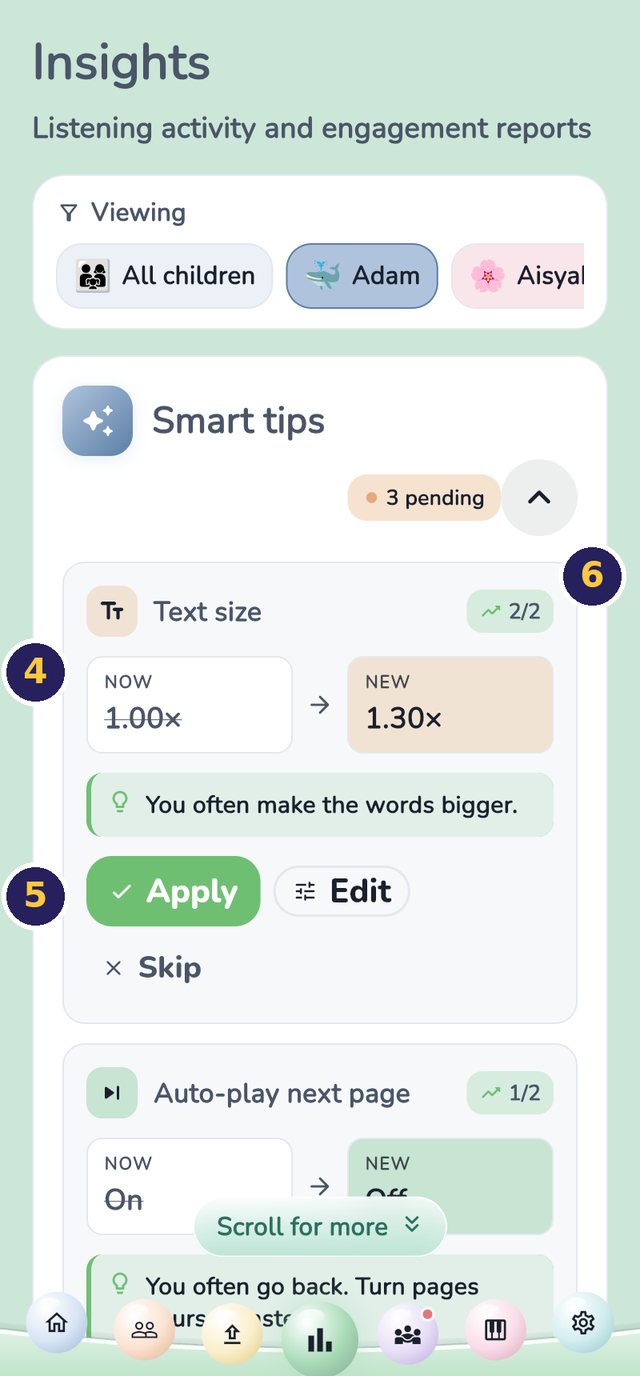 Insights
Listening activity and engagement reports
Viewing
All children
Adam
Smart tips
3 pending
6
Tт Text size
2/2
4
NOW
1.00×
→
NEW
1.30×
You often make the words bigger.
5
Apply
Edit
Skip
Auto-play next page
1/2
NOW
On
→
NEW
Off
Scroll for more
You often go back. Turn pages